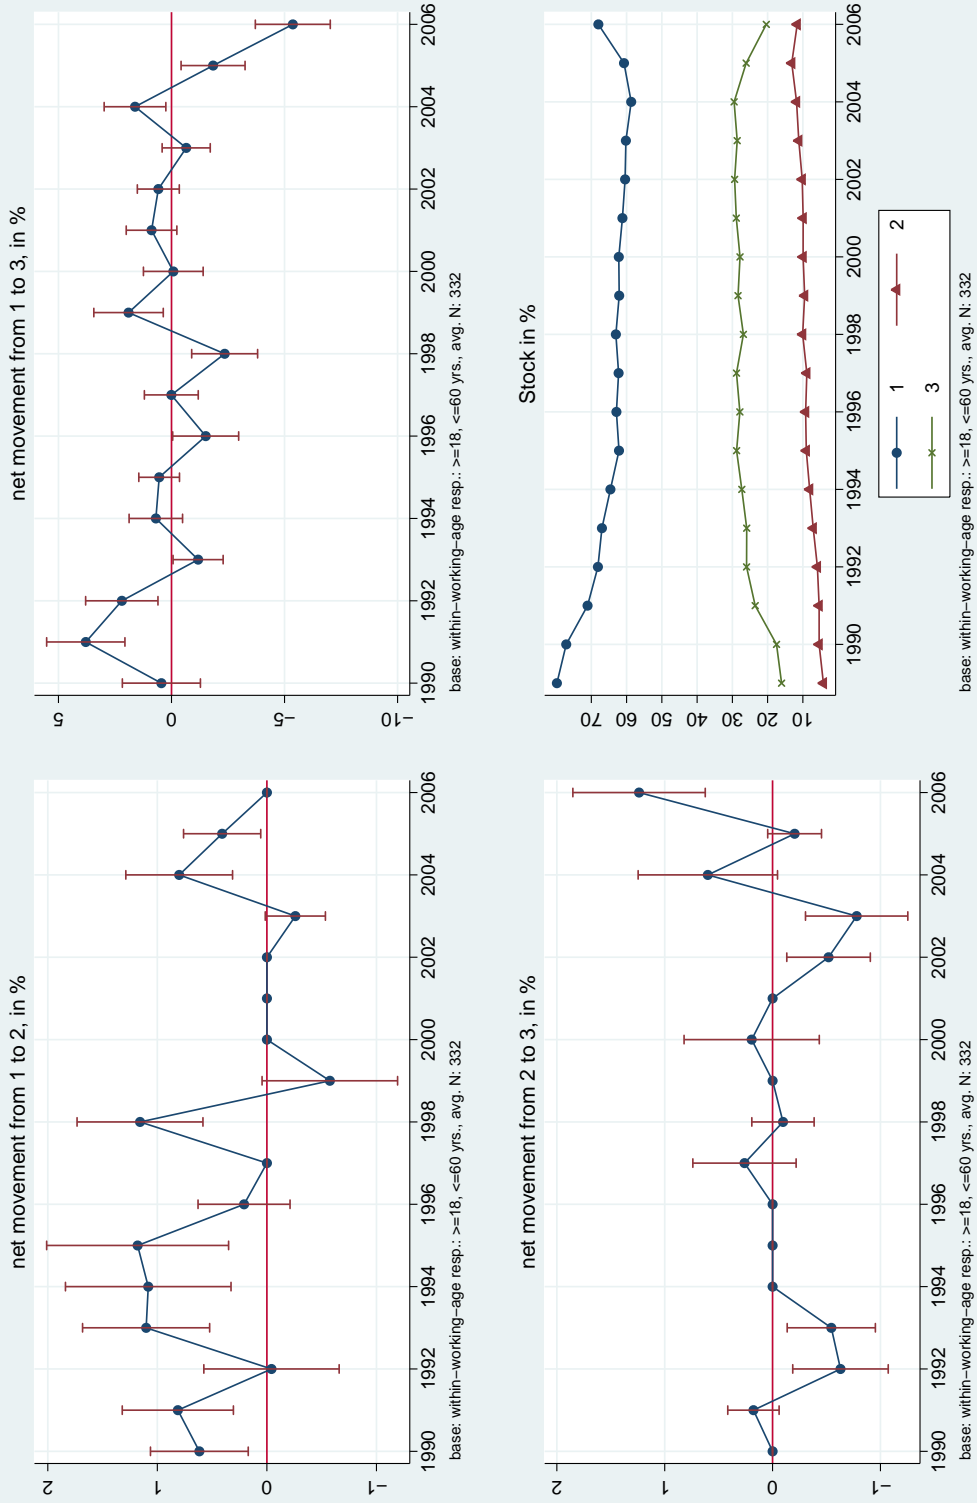 net movement from 1 to 2, in %
2
1
0
−1
1990 1992 1994 1996 1998 2000 2002 2004 2006
base: within−working−age resp.: >=18, <=60 yrs., avg. N: 332
net movement from 1 to 3, in %
5
0
−5
−10
1990 1992 1994 1996 1998 2000 2002 2004 2006
base: within−working−age resp.: >=18, <=60 yrs., avg. N: 332
net movement from 2 to 3, in %
2
1
0
−1
1990 1992 1994 1996 1998 2000 2002 2004 2006
base: within−working−age resp.: >=18, <=60 yrs., avg. N: 332
Stock in %
70
60
50
40
30
20
10
1990 1992 1994 1996 1998 2000 2002 2004 2006
1 2
3
base: within−working−age resp.: >=18, <=60 yrs., avg. N: 332